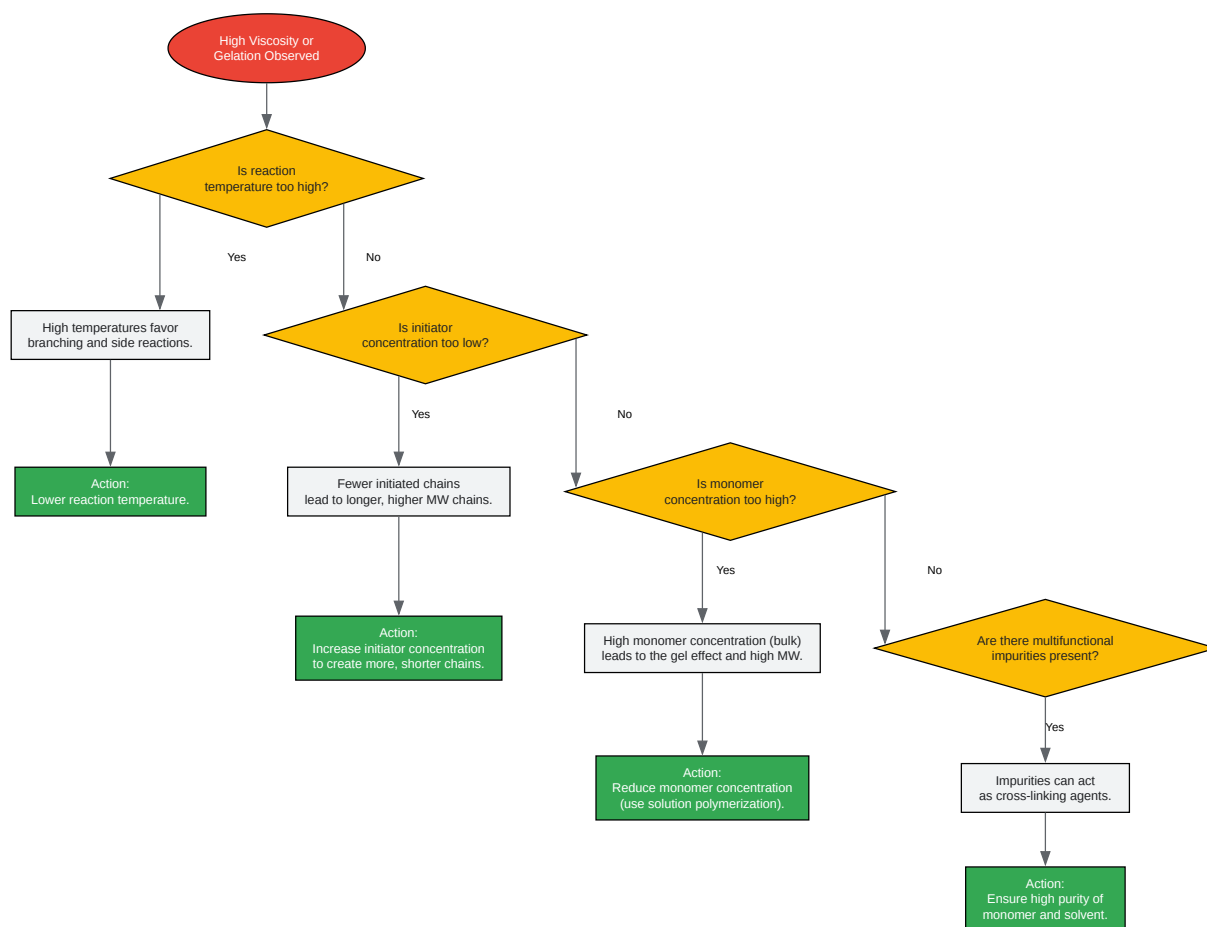 High Viscosity or
Gelation Observed
Is reaction
temperature too high?
Yes
No
High temperatures favor
branching and side reactions.
Is initiator
concentration too low?
Yes
No
Action:
Lower reaction temperature.
Fewer initiated chains
lead to longer, higher MW chains.
Is monomer
concentration too high?
Yes
No
Action:
Increase initiator concentration
to create more, shorter chains.
High monomer concentration (bulk)
leads to the gel effect and high MW.
Are there multifunctional
impurities present?
Yes
Action:
Reduce monomer concentration
(use solution polymerization).
Impurities can act
as cross-linking agents.
Action:
Ensure high purity of
monomer and solvent.